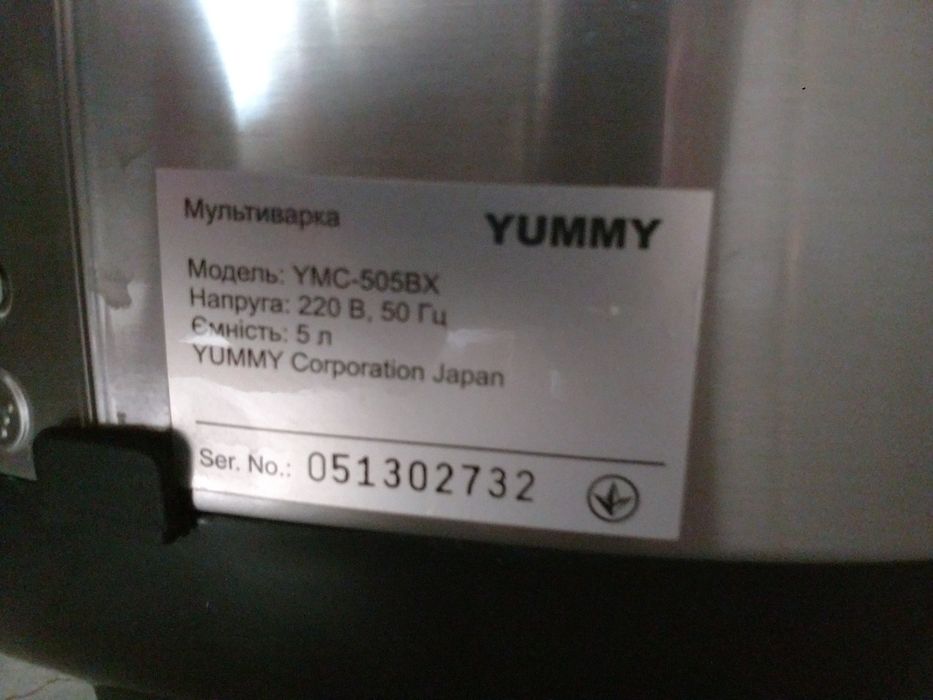 Мультиварка
YUMMY
Модель: YMC-505BX
Напруга: 220 В, 50 Гц
Ємність: 5 л
YUMMY Corporation Japan
Ser. No.: 051302732